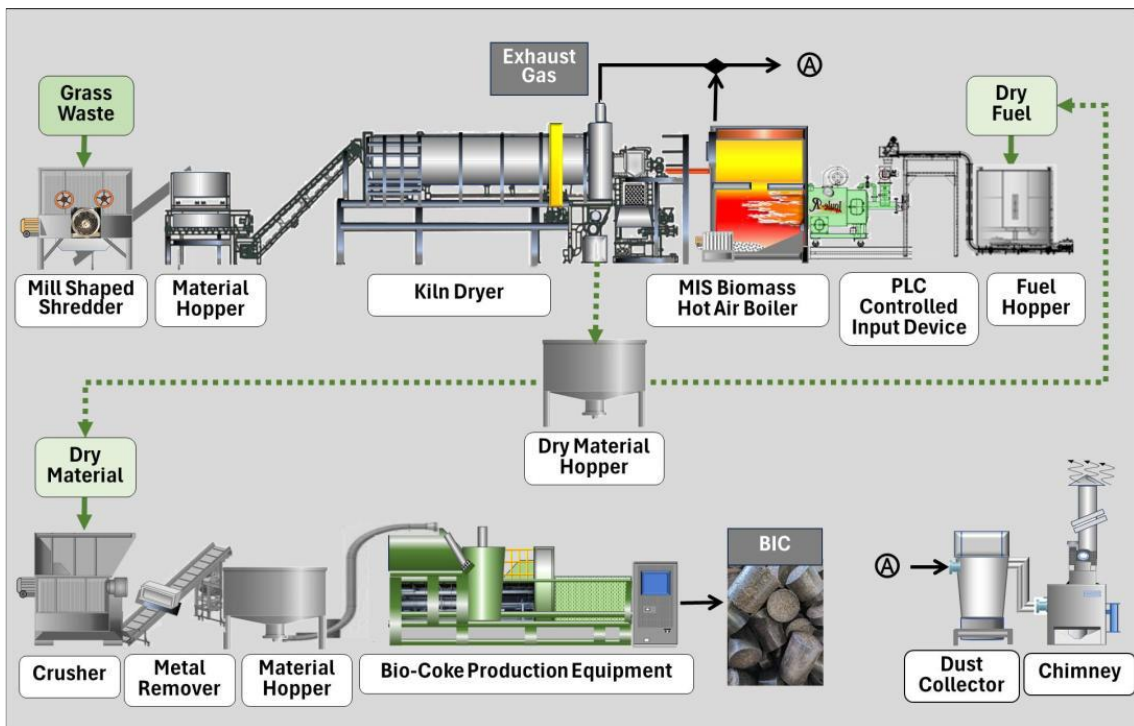 Exhaust
Gas
Ⓐ
Grass
Waste
Dry
Fuel
Mill Shaped
Shredder
Material
Hopper
Kiln Dryer
MIS Biomass
Hot Air Boiler
PLC
Controlled
Input Device
Fuel
Hopper
Dry Material
Hopper
Dry
Material
BIC
Ⓐ
Crusher
Metal
Remover
Material
Hopper
Bio-Coke Production Equipment
Dust
Collector
Chimney